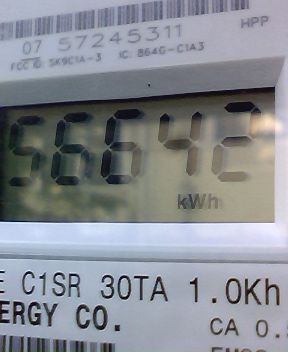 07 57245311 HPP
FCC ID: SK9C1A-3 IC: 864G-C1A3
56642
kWh
E C1SR 30TA 1.0Kh
ERGY CO.
CA 0.